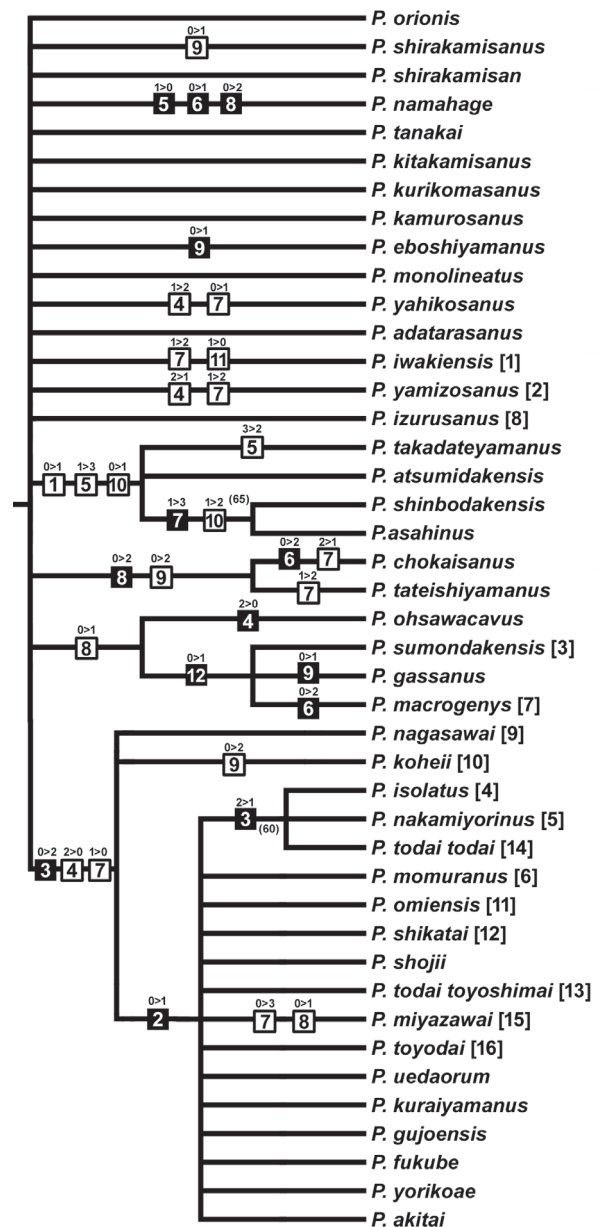 P. orionis
0>1
9 P. shirakamisanus
P. shirakamisan
1>0 0>1 0>2
5 6 8 P. namahage
P. tanakai
P. kitakamisanus
P. kurikomasanus
P. kamurosanus
0>1
9 P. eboshiyamanus
P. monolineatus
1>2 0>1
4 7 P. yahikosanus
P. adatarasanus
1>2 1>0
7 11 P. iwakiensis [1]
2>1 1>2
4 7 P. yamizosanus [2]
P. izurusanus [8]
3>2
5 P. takadateyamanus
0>1 1>3 0>1
1 5 10 P. atsumidakensis
1>3 1>2 (65)
7 10 P. shinbodakensis
P.asahinus
0>2 2>1
6 7 P. chokaisanus
0>2 0>2
8 9
1>2
7 P. tateishiyamanus
2>0
4 P. ohsawacavus
0>1
8 P. sumondakensis [3]
0>1 0>1
12 9 P. gassanus
0>2
6 P. macrogenys [7]
P. nagasawai [9]
0>2
9 P. koheii [10]
P. isolatus [4]
2>1
3 (60) P. nakamiyorinus [5]
P. todai todai [14]
0>2 2>0 1>0
3 4 7 P. momuranus [6]
P. omiensis [11]
P. shikatai [12]
P. shojii
P. todai toyoshimai [13]
0>1 0>3 0>1
2 7 8 P. miyazawai [15]
P. toyodai [16]
P. uedaorum
P. kuraiyamanus
P. gujoensis
P. fukube
P. yorikoae
P. akitai